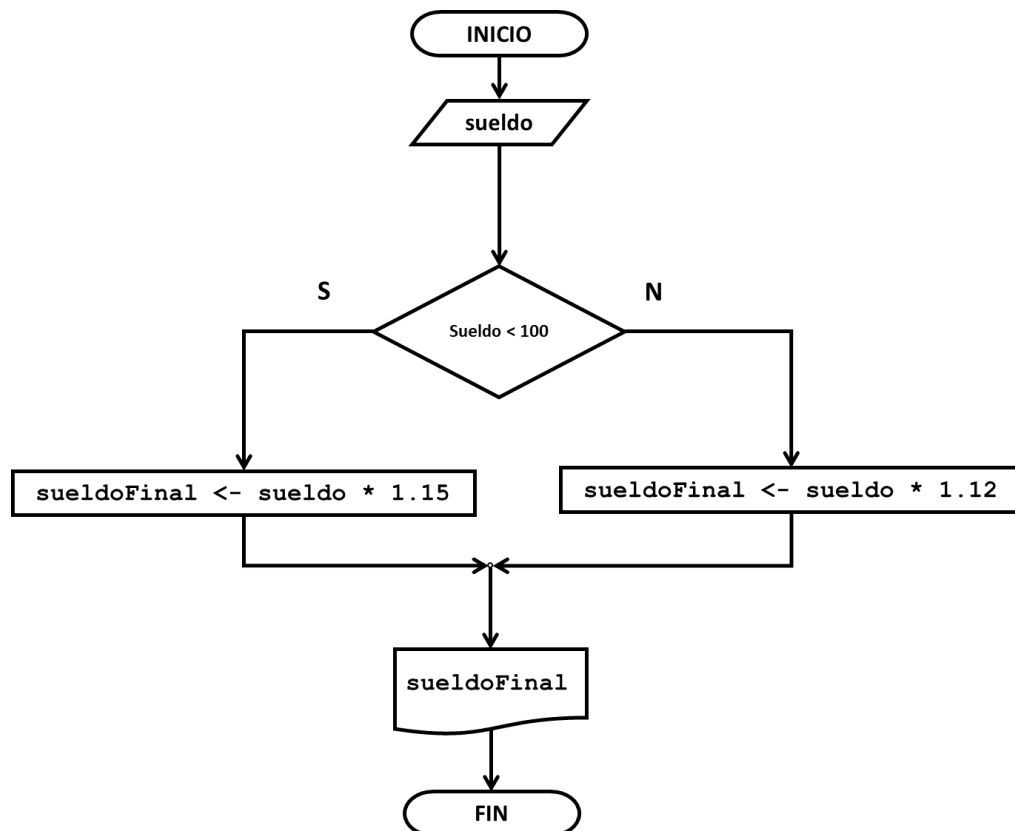 INICIO
sueldo
S
N
Sueldo < 100
sueldoFinal <- sueldo * 1.15
sueldoFinal <- sueldo * 1.12
sueldoFinal
FIN